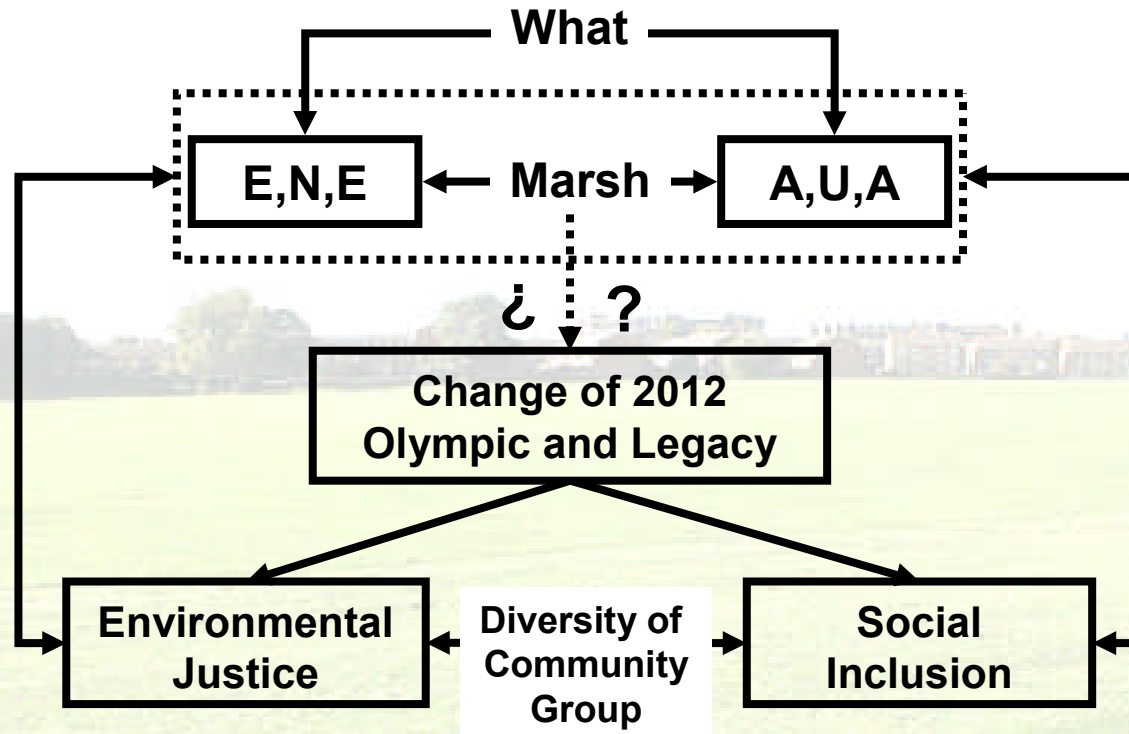 What
E,N,E
Marsh
A,U,A
¿ ?
Change of 2012
Olympic and Legacy
Environmental
Justice
Diversity of
Community
Group
Social
Inclusion